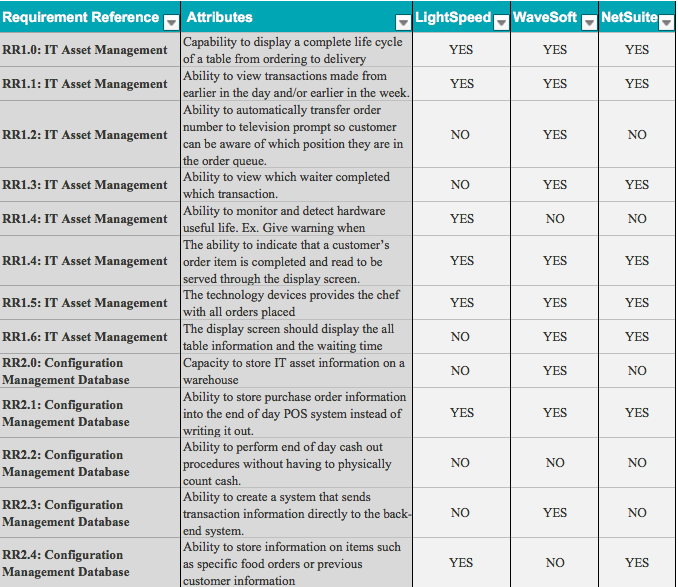 Requirement Reference Attributes LightSpeed WaveSoft NetSuite
RR1.0: IT Asset Management Capability to display a complete life cycle of a table from ordering to delivery YES YES YES
RR1.1: IT Asset Management Ability to view transactions made from earlier in the day and/or earlier in the week. YES YES YES
RR1.2: IT Asset Management Ability to automatically transfer order number to television prompt so customer can be aware of which position they are in the order queue. NO YES NO
RR1.3: IT Asset Management Ability to view which waiter completed which transaction. NO YES YES
RR1.4: IT Asset Management Ability to monitor and detect hardware useful life. Ex. Give warning when YES NO NO
RR1.4: IT Asset Management The ability to indicate that a customer's order item is completed and read to be served through the display screen. YES YES YES
RR1.5: IT Asset Management The technology devices provides the chef with all orders placed YES YES YES
RR1.6: IT Asset Management The display screen should display the all table information and the waiting time NO YES YES
RR2.0: Configuration Management Database Capacity to store IT asset information on a warehouse NO YES NO
RR2.1: Configuration Management Database Ability to store purchase order information into the end of day POS system instead of writing it out. YES YES YES
RR2.2: Configuration Management Database Ability to perform end of day cash out procedures without having to physically count cash. NO NO NO
RR2.3: Configuration Management Database Ability to create a system that sends transaction information directly to the back-end system. NO YES NO
RR2.4: Configuration Management Database Ability to store information on items such as specific food orders or previous customer information YES NO YES